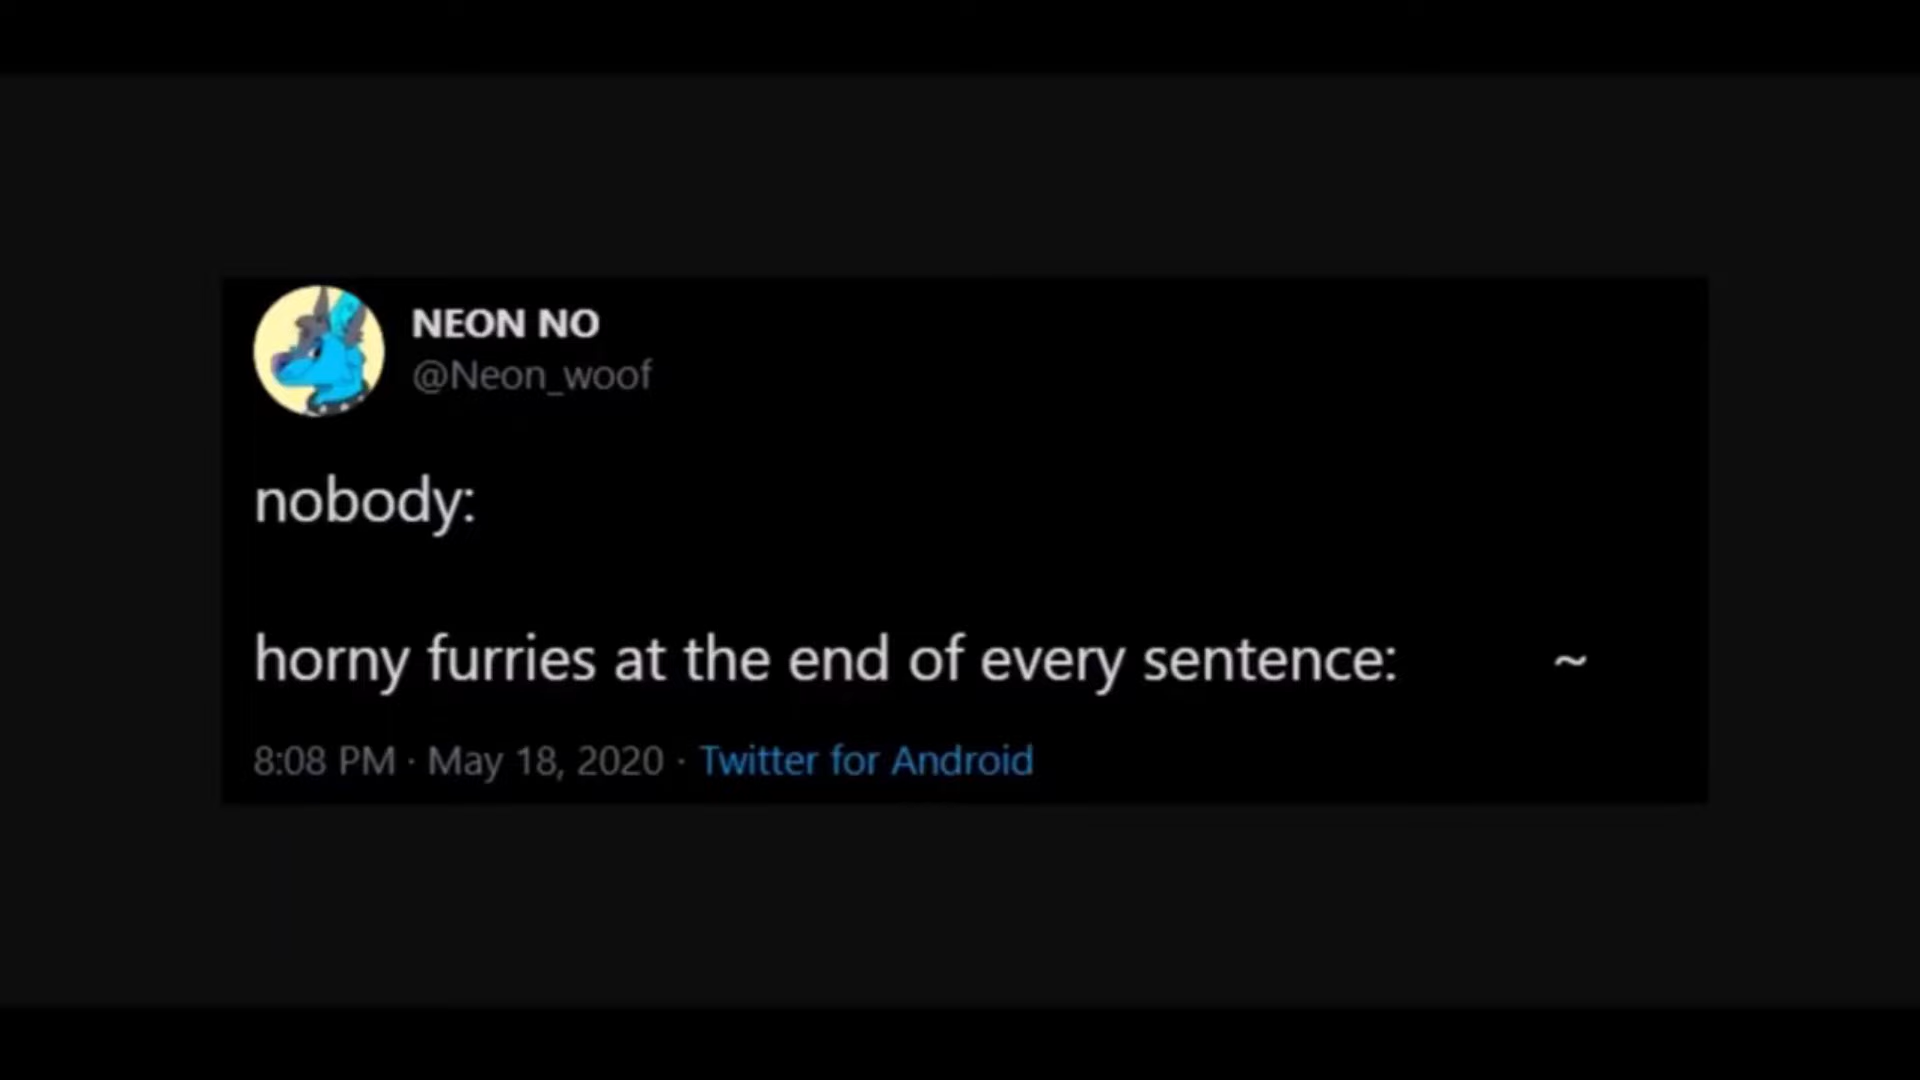 NEON NO
@Neon_woof
nobody:
horny furries at the end of every sentence: ~
8:08 PM · May 18, 2020 · Twitter for Android